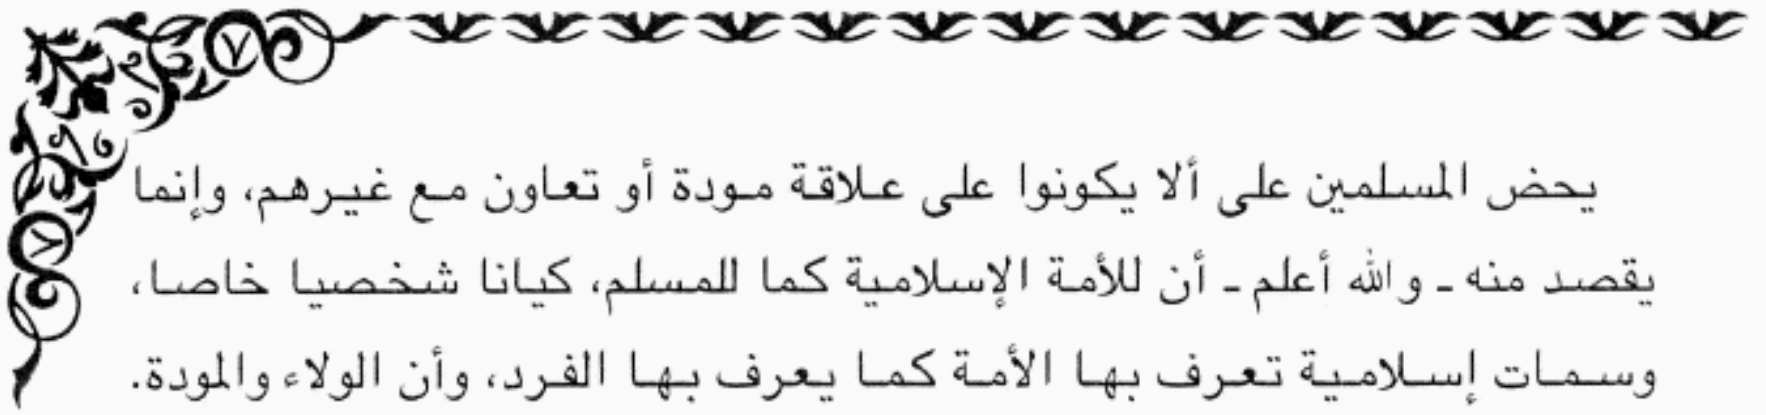 يحض المسلمين على ألا يكونوا على علاقة مودة أو تعاون مع غيرهم، وإنما
يقصد منه ـ والله أعلم ـ أن للأمة الإسلامية كما للمسلم، كيانا شخصيا خاصا،
وسمات إسلامية تعرف بها الأمة كما يعرف بها الفرد، وأن الولاء والمودة.